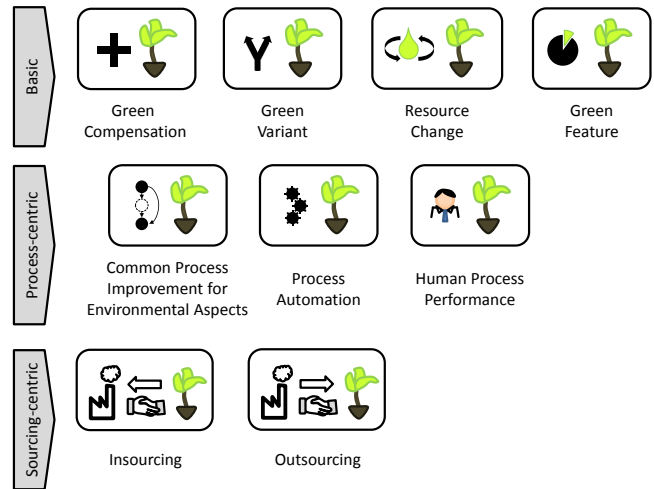 Basic
Green
Compensation
Green
Variant
Resource
Change
Green
Feature
Process-centric
Common Process
Improvement for
Environmental Aspects
Process
Automation
Human Process
Performance
Sourcing-centric
Insourcing
Outsourcing